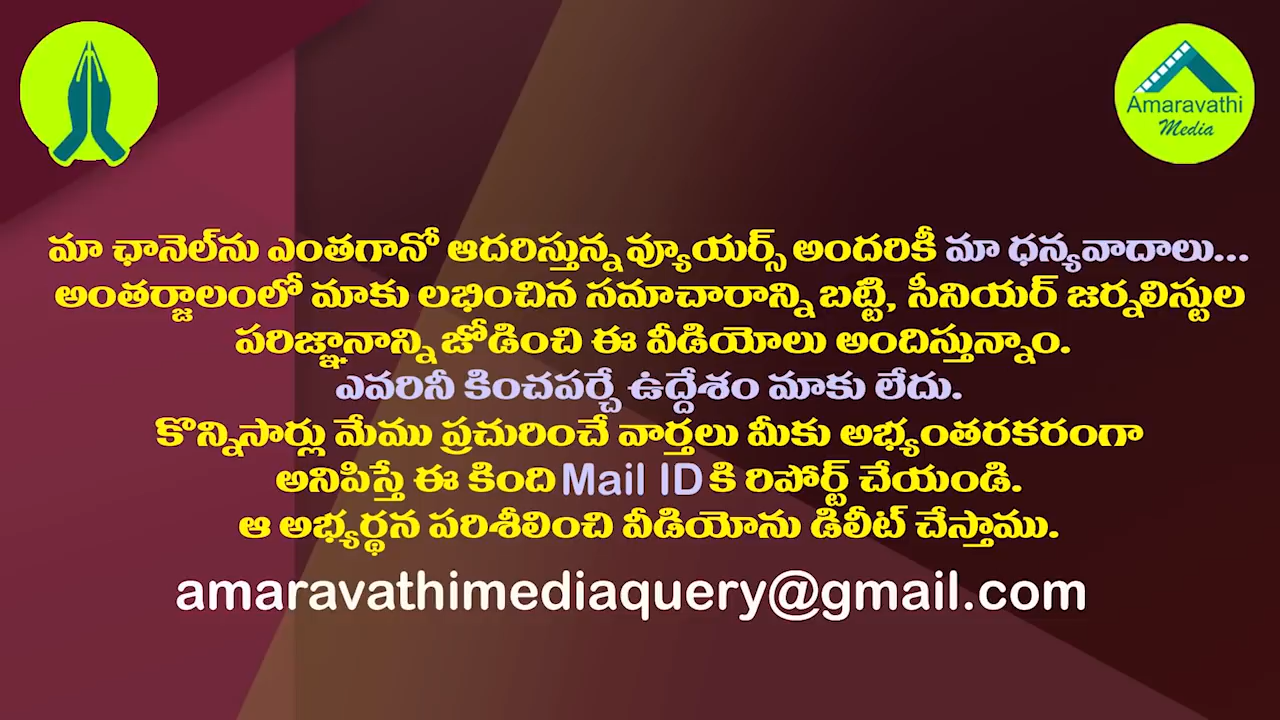 Amaravathi
Media
మా ఛానెల్‌ను ఎంతగానో ఆదరిస్తున్న వ్యూయర్స్ అందరికీ మా ధన్యవాదాలు...
అంతర్జాలంలో మాకు లభించిన సమాచారాన్ని బట్టి, సీనియర్ జర్నలిస్టుల
పరిజ్ఞానాన్ని జోడించి ఈ వీడియోలు అందిస్తున్నాం.
ఎవరినీ కించపర్చే ఉద్దేశం మాకు లేదు.
కొన్నిసార్లు మేము ప్రచురించే వార్తలు మీకు అభ్యంతరకరంగా
అనిపిస్తే ఈ కింది Mail ID కి రిపోర్ట్ చేయండి.
ఆ అభ్యర్థన పరిశీలించి వీడియోను డిలీట్ చేస్తాము.
amaravathimediaquery@gmail.com